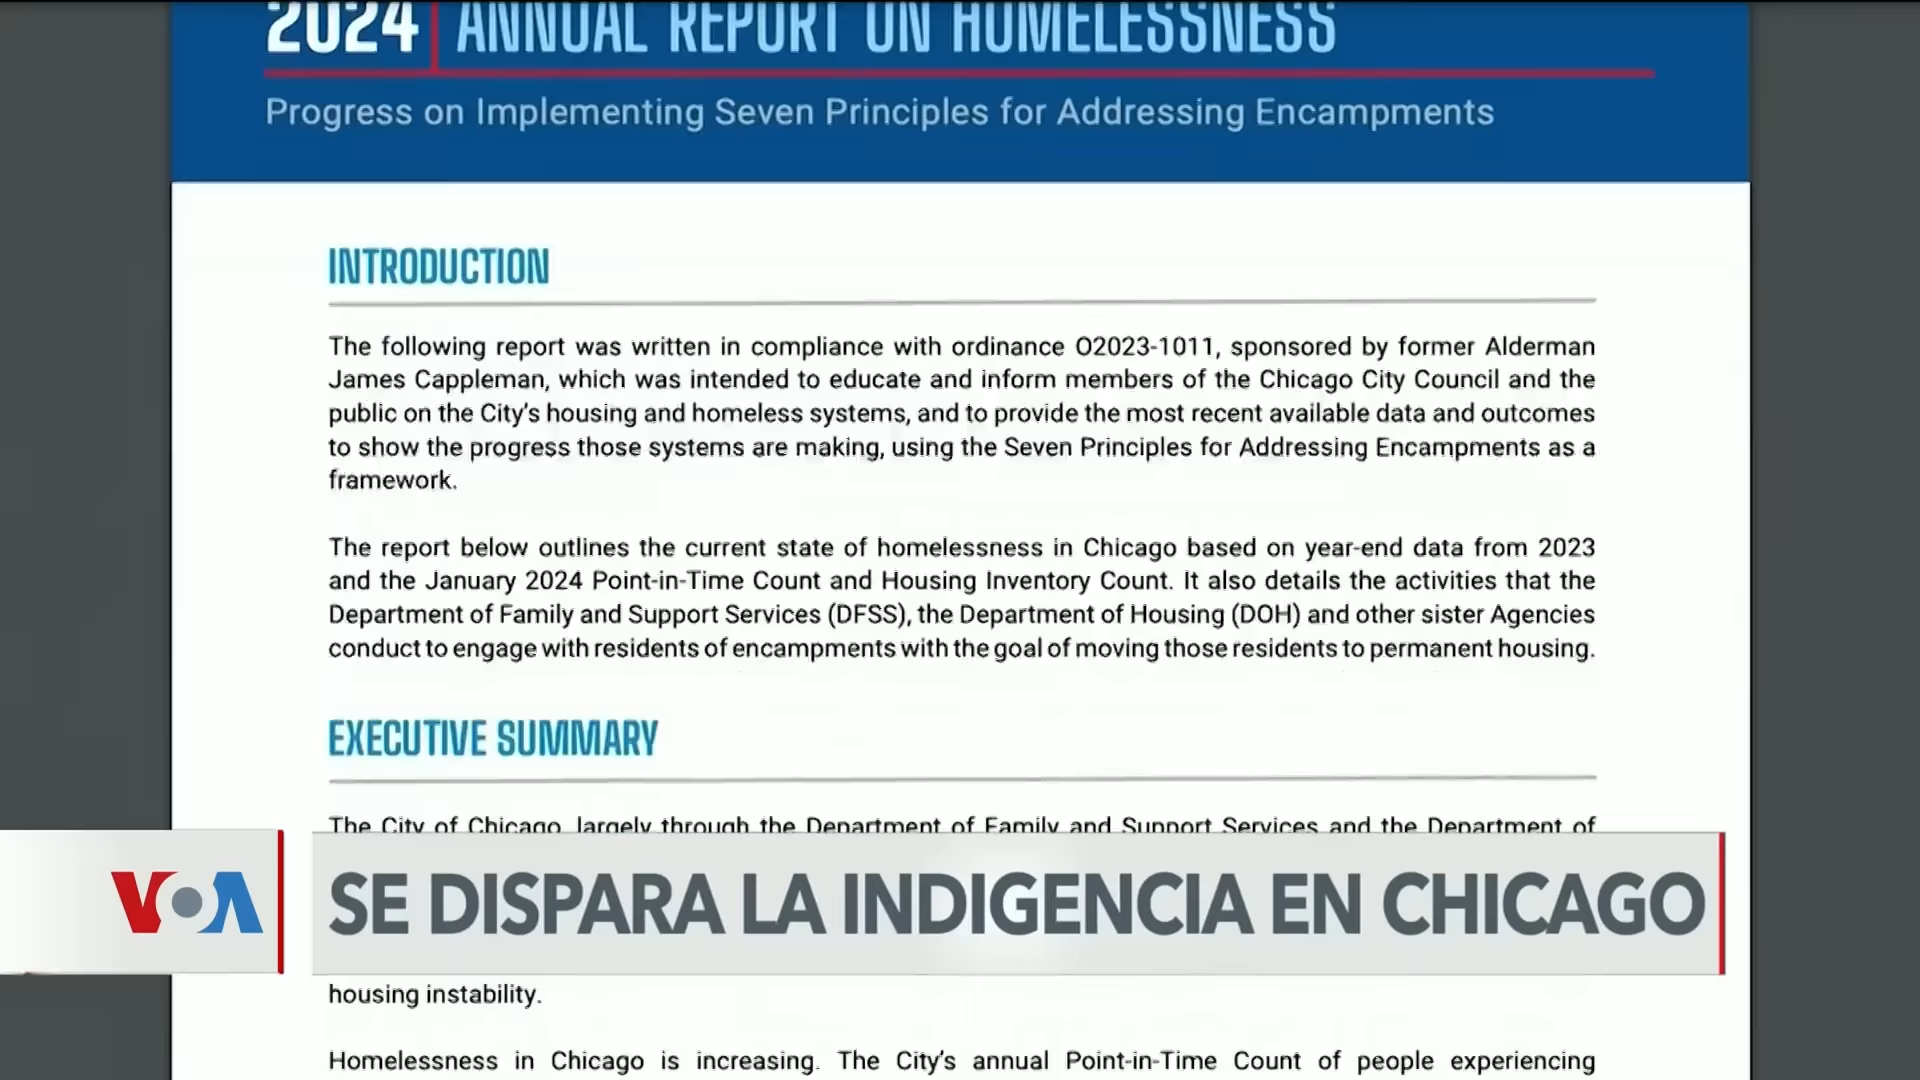 2024 ANNUAL REPORT ON HOMELESSNESS
Progress on Implementing Seven Principles for Addressing Encampments
INTRODUCTION
The following report was written in compliance with ordinance O2023-1011, sponsored by former Alderman
James Cappleman, which was intended to educate and inform members of the Chicago City Council and the
public on the City's housing and homeless systems, and to provide the most recent available data and outcomes
to show the progress those systems are making, using the Seven Principles for Addressing Encampments as a
framework.
The report below outlines the current state of homelessness in Chicago based on year-end data from 2023
and the January 2024 Point-in-Time Count and Housing Inventory Count. It also details the activities that the
Department of Family and Support Services (DFSS), the Department of Housing (DOH) and other sister Agencies
conduct to engage with residents of encampments with the goal of moving those residents to permanent housing.
EXECUTIVE SUMMARY
The City of Chicago, largely through the Department of Family and Support Services and the Department of
VOA
SE DISPARA LA INDIGENCIA EN CHICAGO
housing instability.
Homelessness in Chicago is increasing. The City's annual Point-in-Time Count of people experiencing